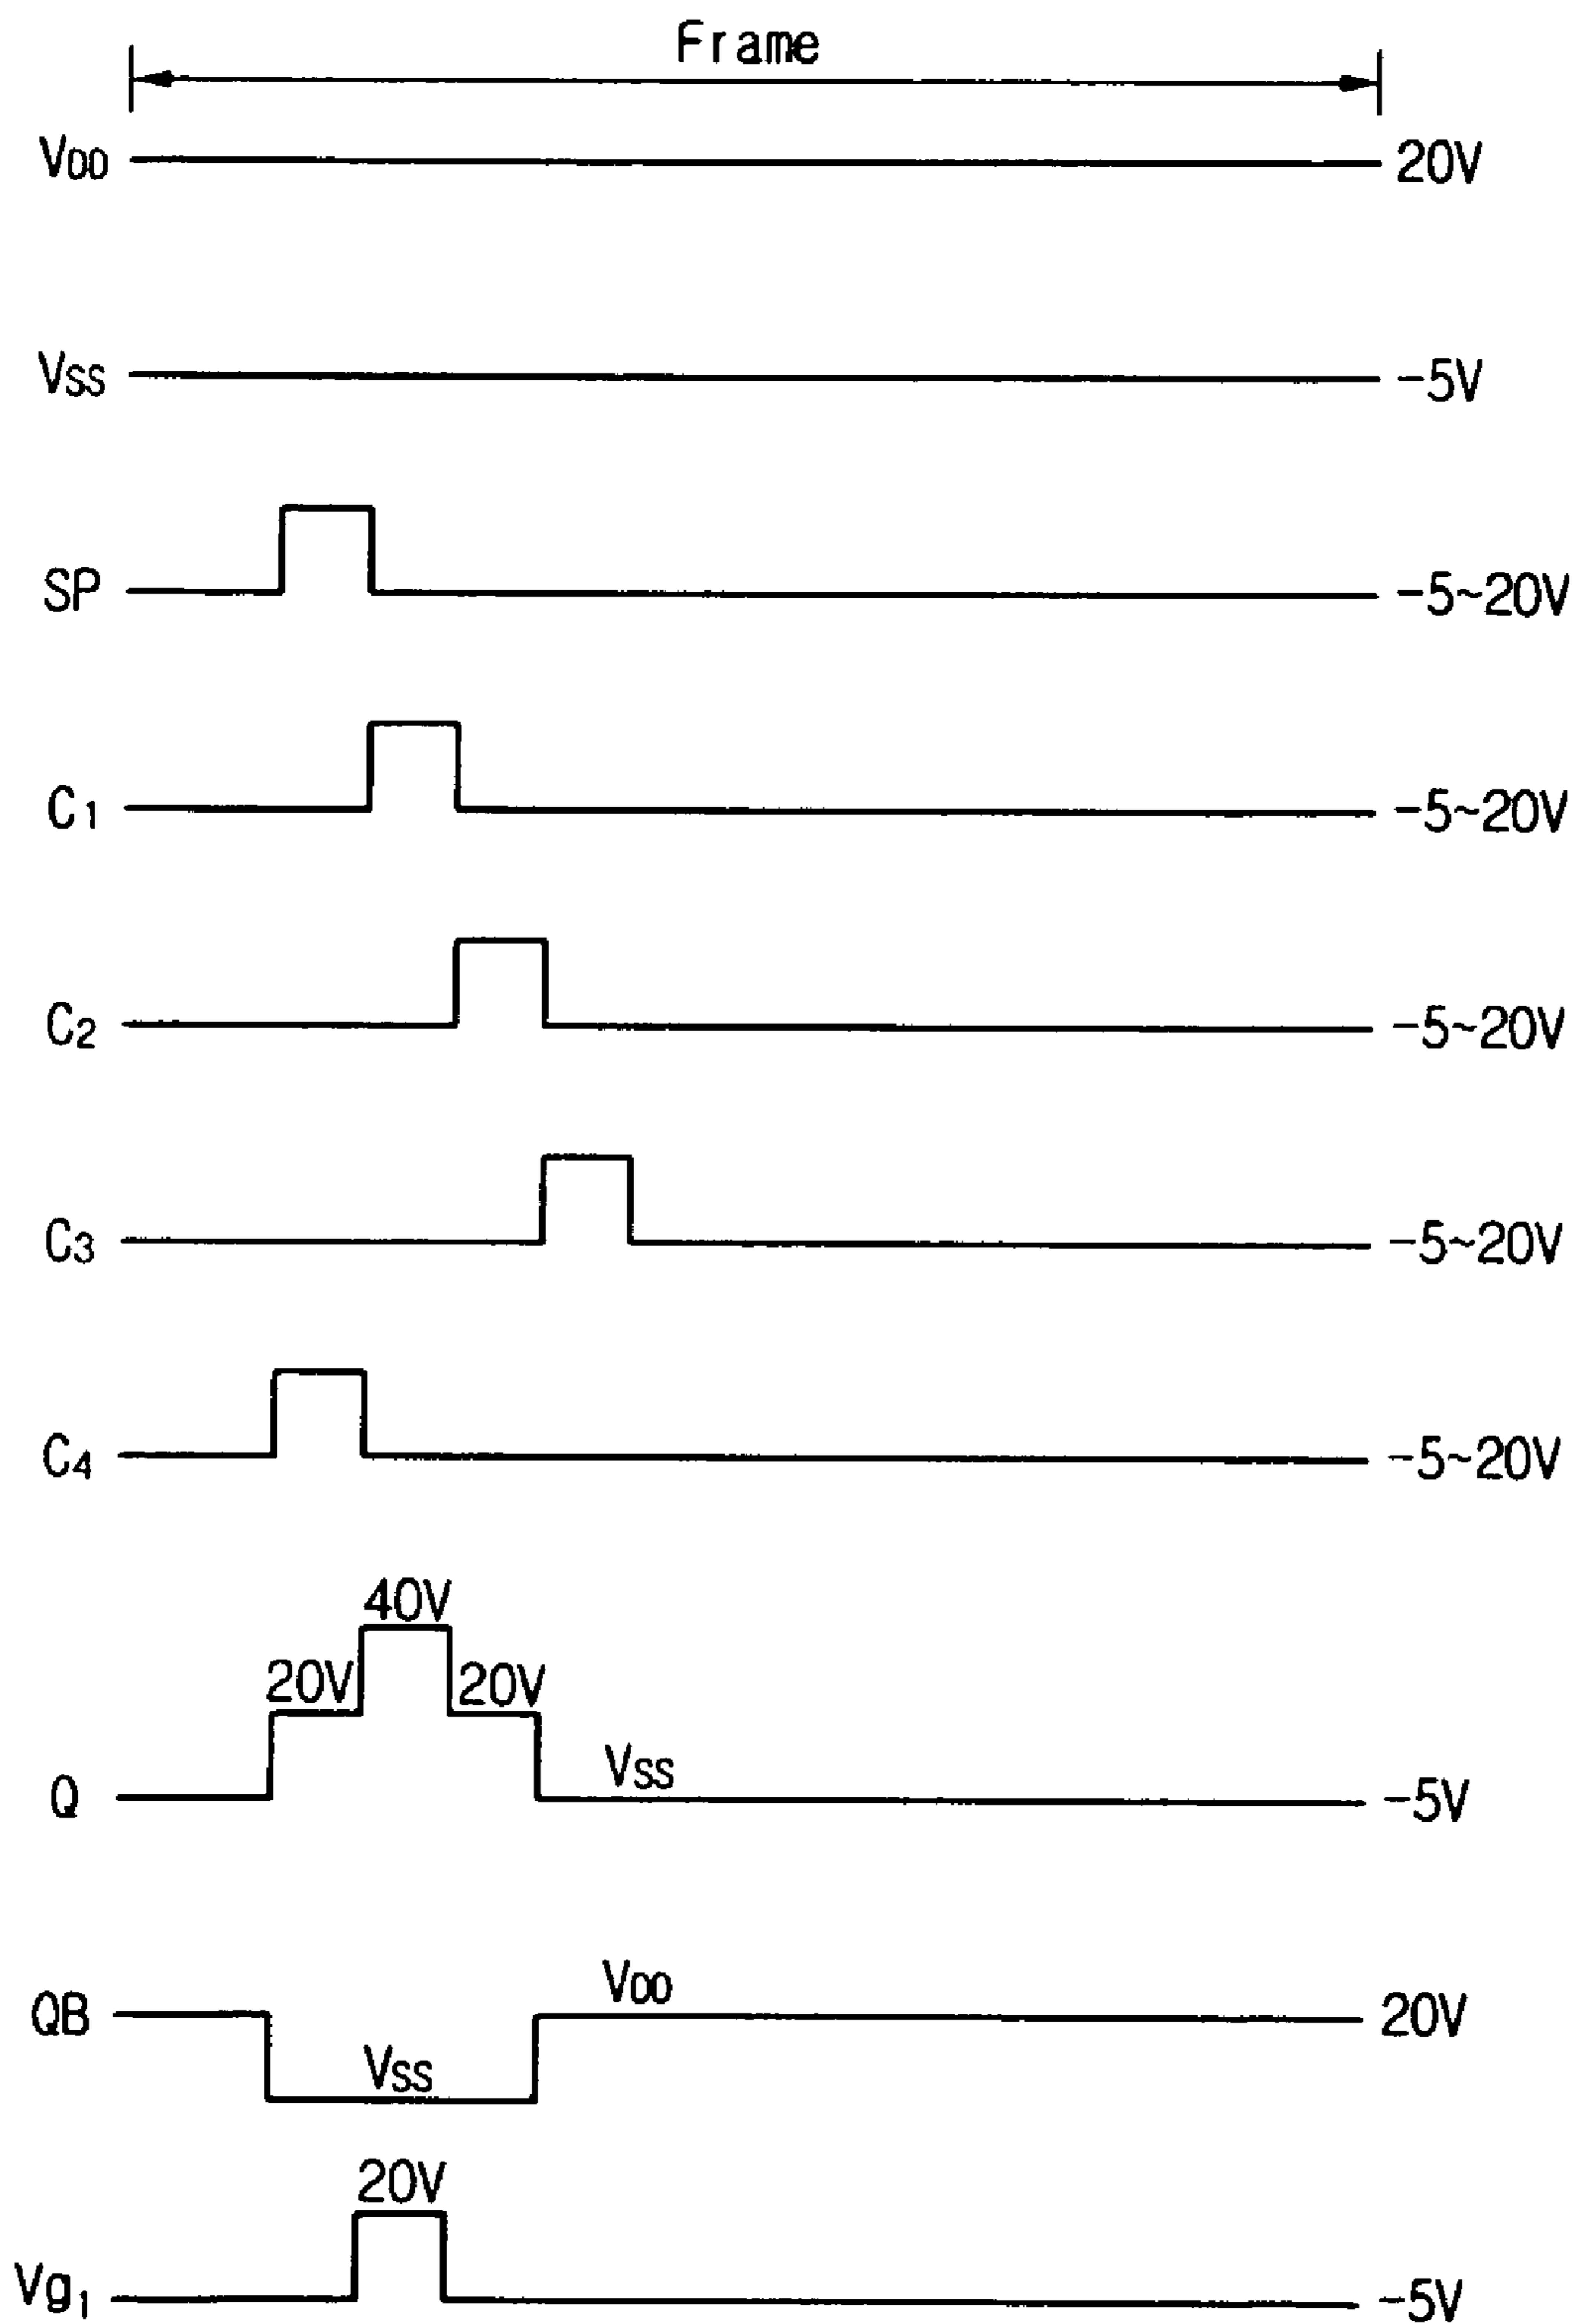 Frame
VDD 20V
VSS -5V
SP -5~20V
C1 -5~20V
C2 -5~20V
C3 -5~20V
C4 -5~20V
40V
20V 20V
VSS
Q -5V
VDD
QB 20V
VSS
20V
Vg1 -5V